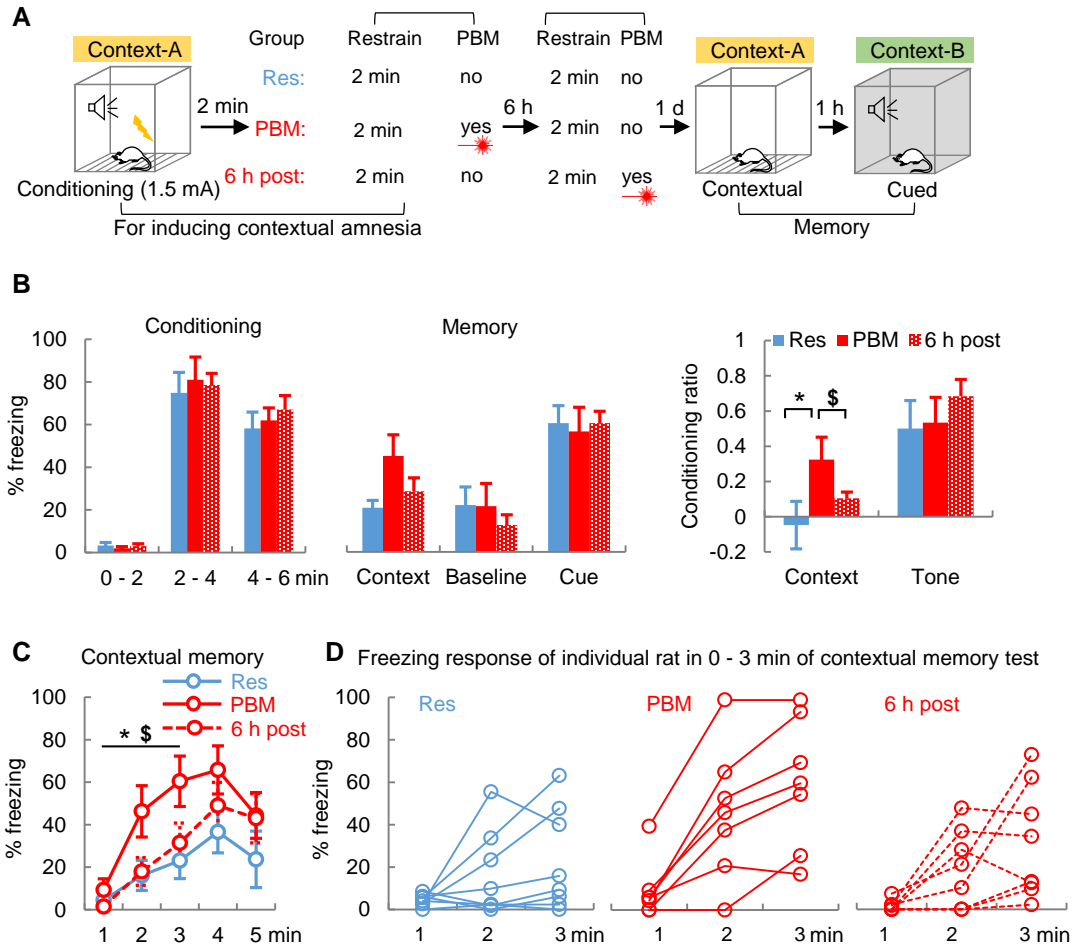 A
Context-A
Group Restrain PBM Restrain PBM
Context-A
Context-B
Res: 2 min no 2 min no
2 min
PBM: 2 min yes 6 h 2 min no 1 d
1 h
6 h post: 2 min no 2 min yes
Conditioning (1.5 mA)
Contextual
Cued
For inducing contextual amnesia
Memory
B
Conditioning
Memory
% freezing
100
80
60
40
20
0
0 - 2 2 - 4 4 - 6 min
Context Baseline Cue
Res PBM 6 h post
Conditioning ratio
1
0.8
0.6
0.4
0.2
0
-0.2
* $
Context Tone
C
Contextual memory
Res
PBM
6 h post
* $
% freezing
100
80
60
40
20
0
1 2 3 4 5 min
D
Freezing response of individual rat in 0 - 3 min of contextual memory test
% freezing
100
80
60
40
20
0
Res
PBM
6 h post
1 2 3 min
1 2 3 min
1 2 3 min